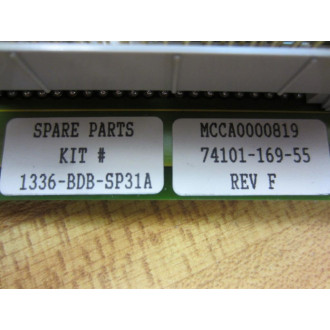 SPARE PARTS
KIT #
1336-BDB-SP31A
MCCA0000819
74101-169-55
REV F